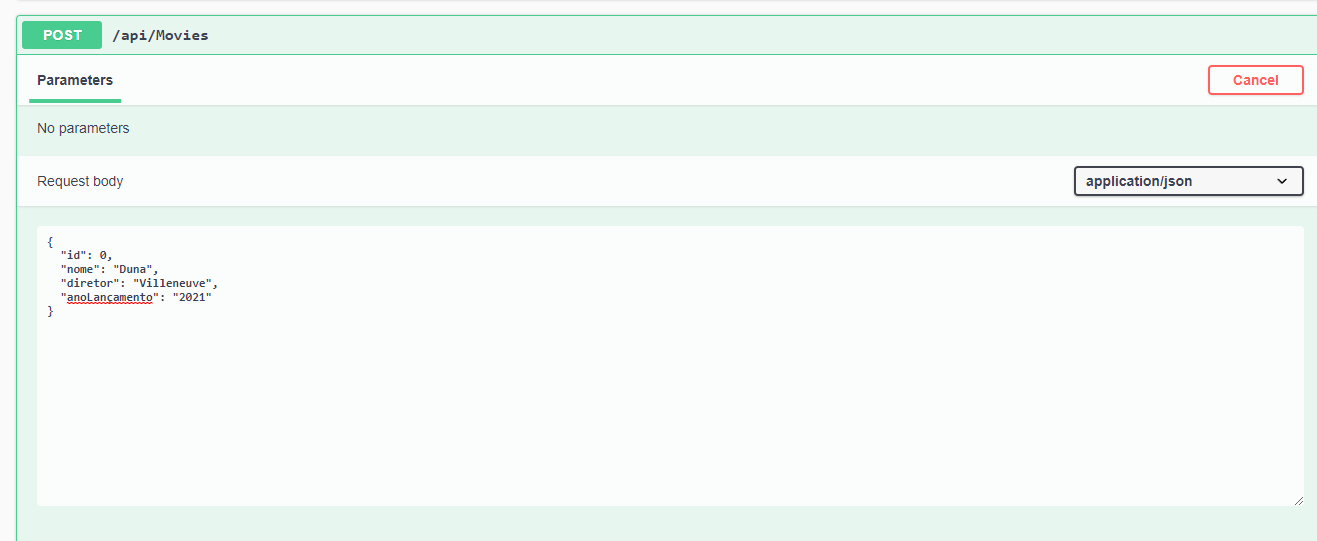 POST /api/Movies
Parameters
Cancel
No parameters
Request body
application/json
{
  "id": 0,
  "nome": "Duna",
  "diretor": "Villeneuve",
  "anoLançamento": "2021"
}